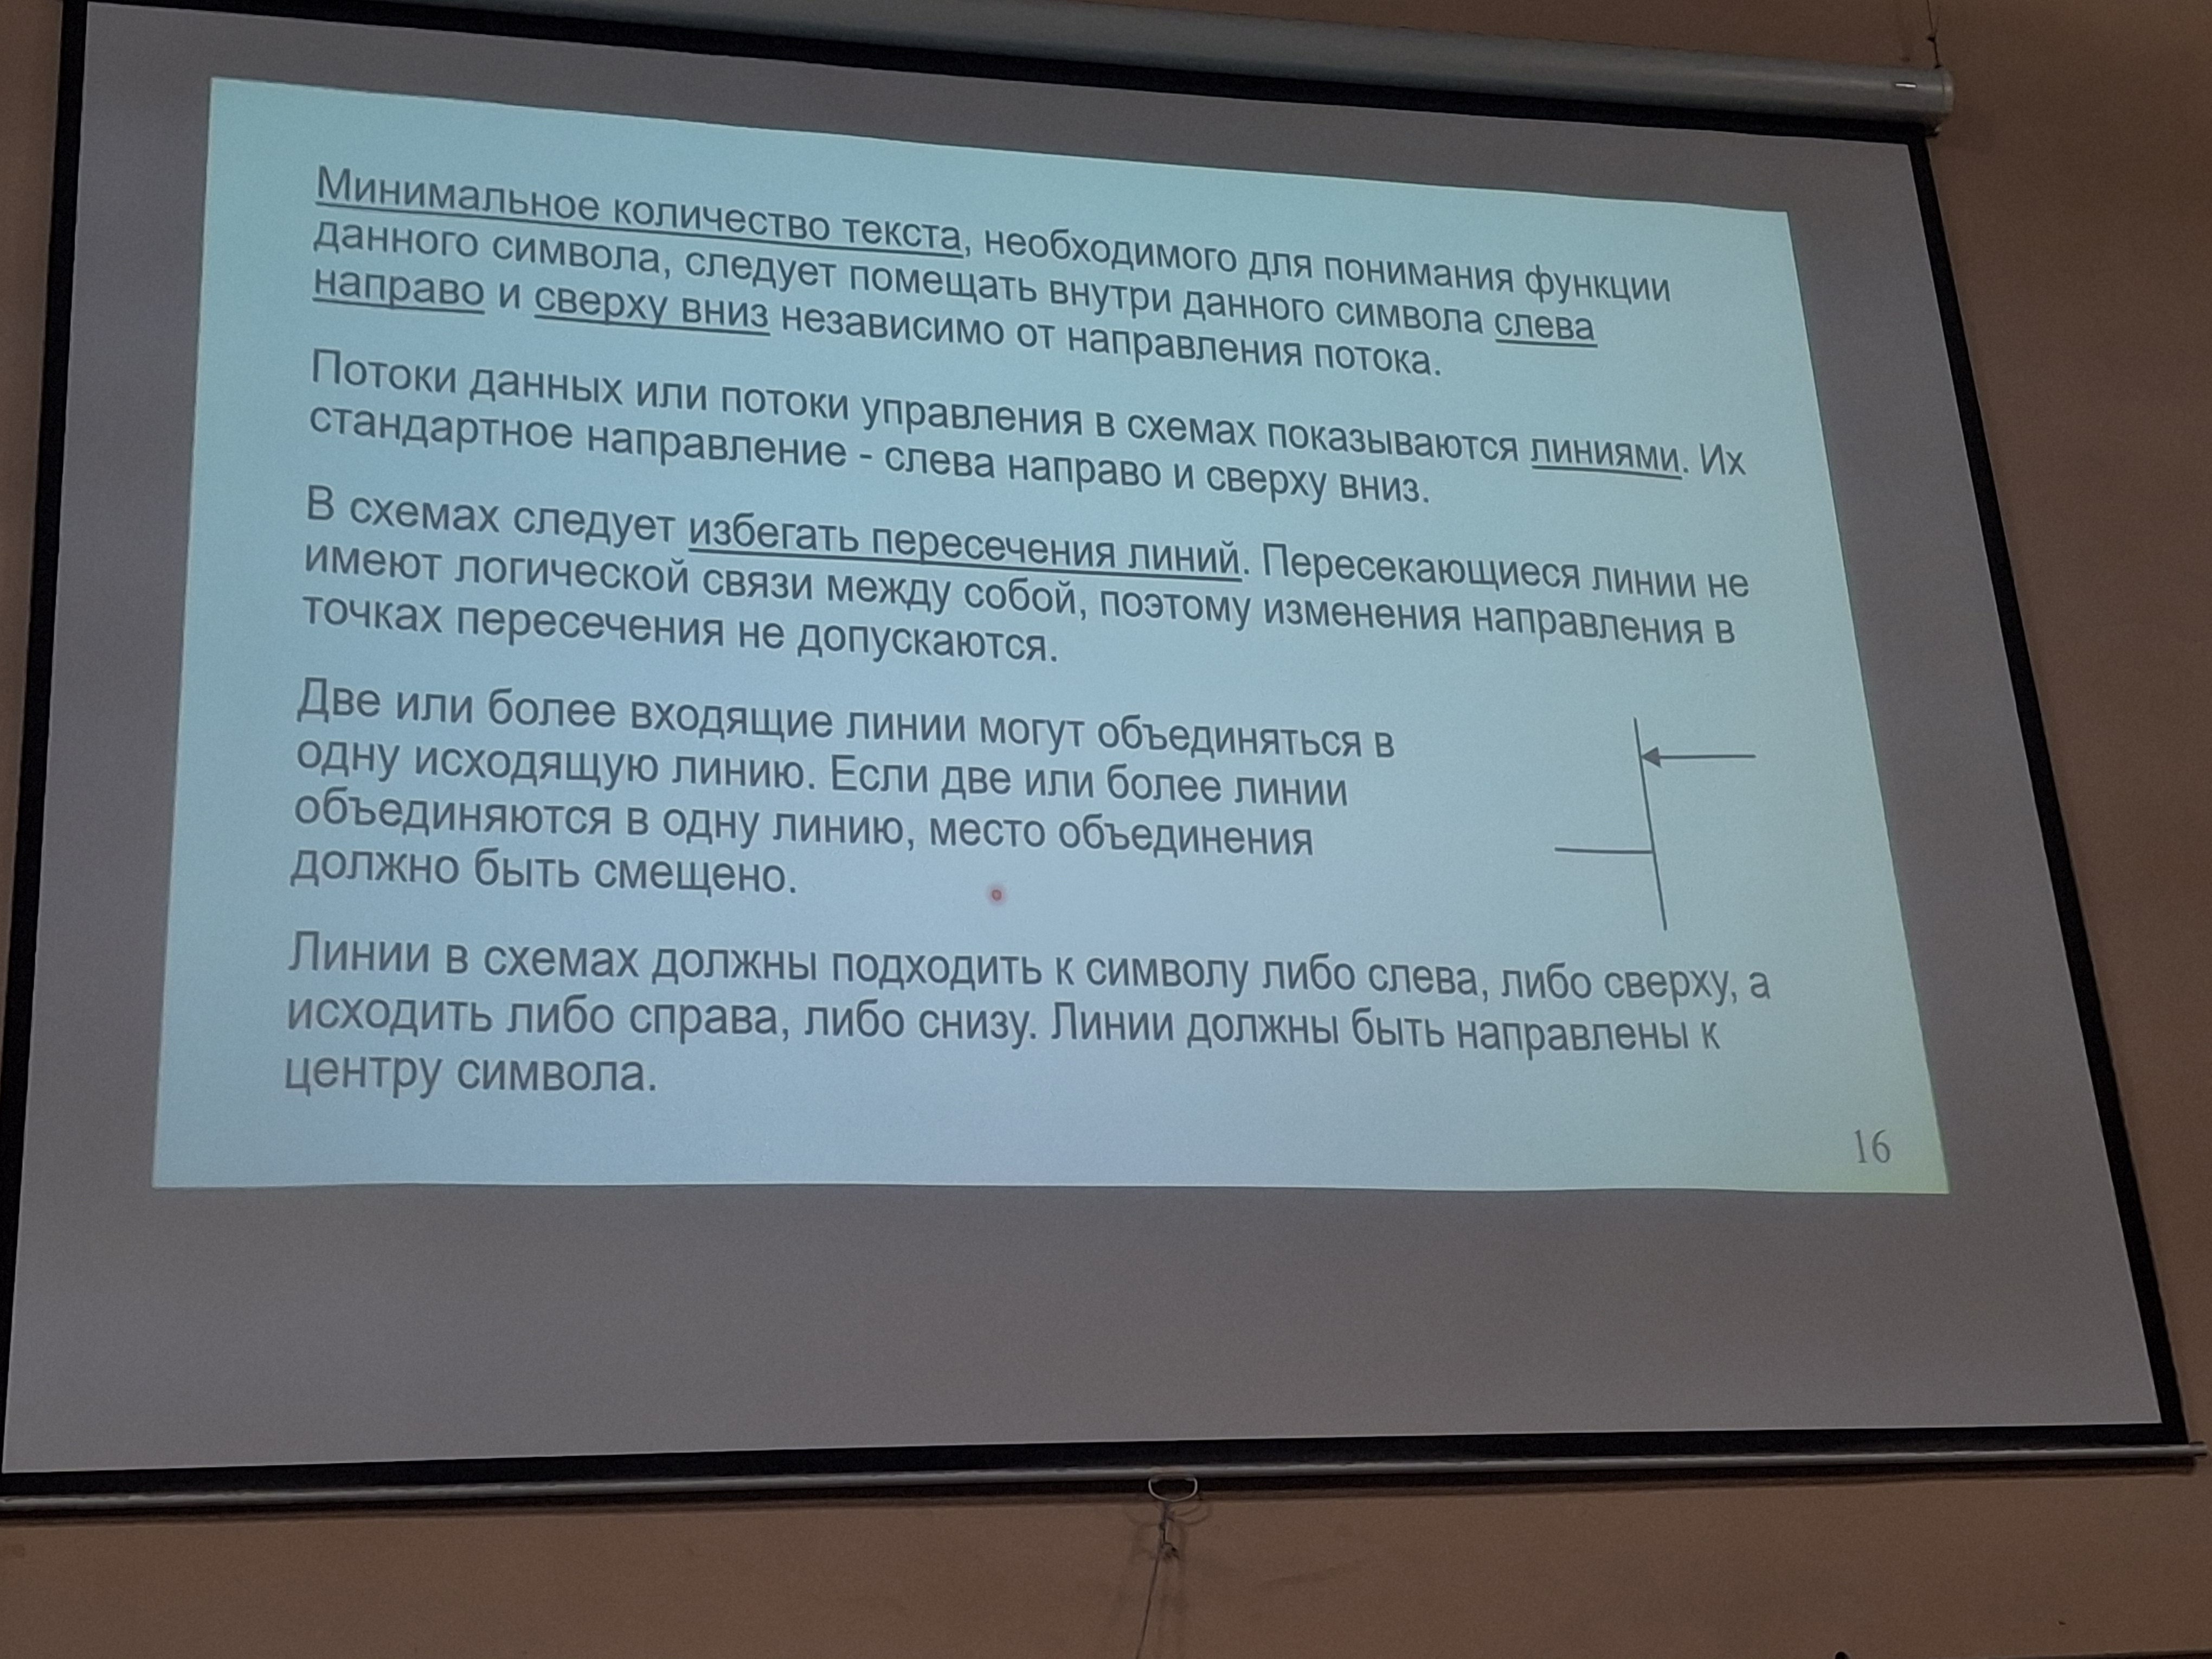 Минимальное количество текста, необходимого для понимания функции
данного символа, следует помещать внутри данного символа слева
направо и сверху вниз независимо от направления потока.
Потоки данных или потоки управления в схемах показываются линиями. Их
стандартное направление - слева направо и сверху вниз.
В схемах следует избегать пересечения линий. Пересекающиеся линии не
имеют логической связи между собой, поэтому изменения направления в
точках пересечения не допускаются.
Две или более входящие линии могут объединяться в
одну исходящую линию. Если две или более линии
объединяются в одну линию, место объединения
должно быть смещено.
Линии в схемах должны подходить к символу либо слева, либо сверху, а
исходить либо справа, либо снизу. Линии должны быть направлены к
центру символа.
16